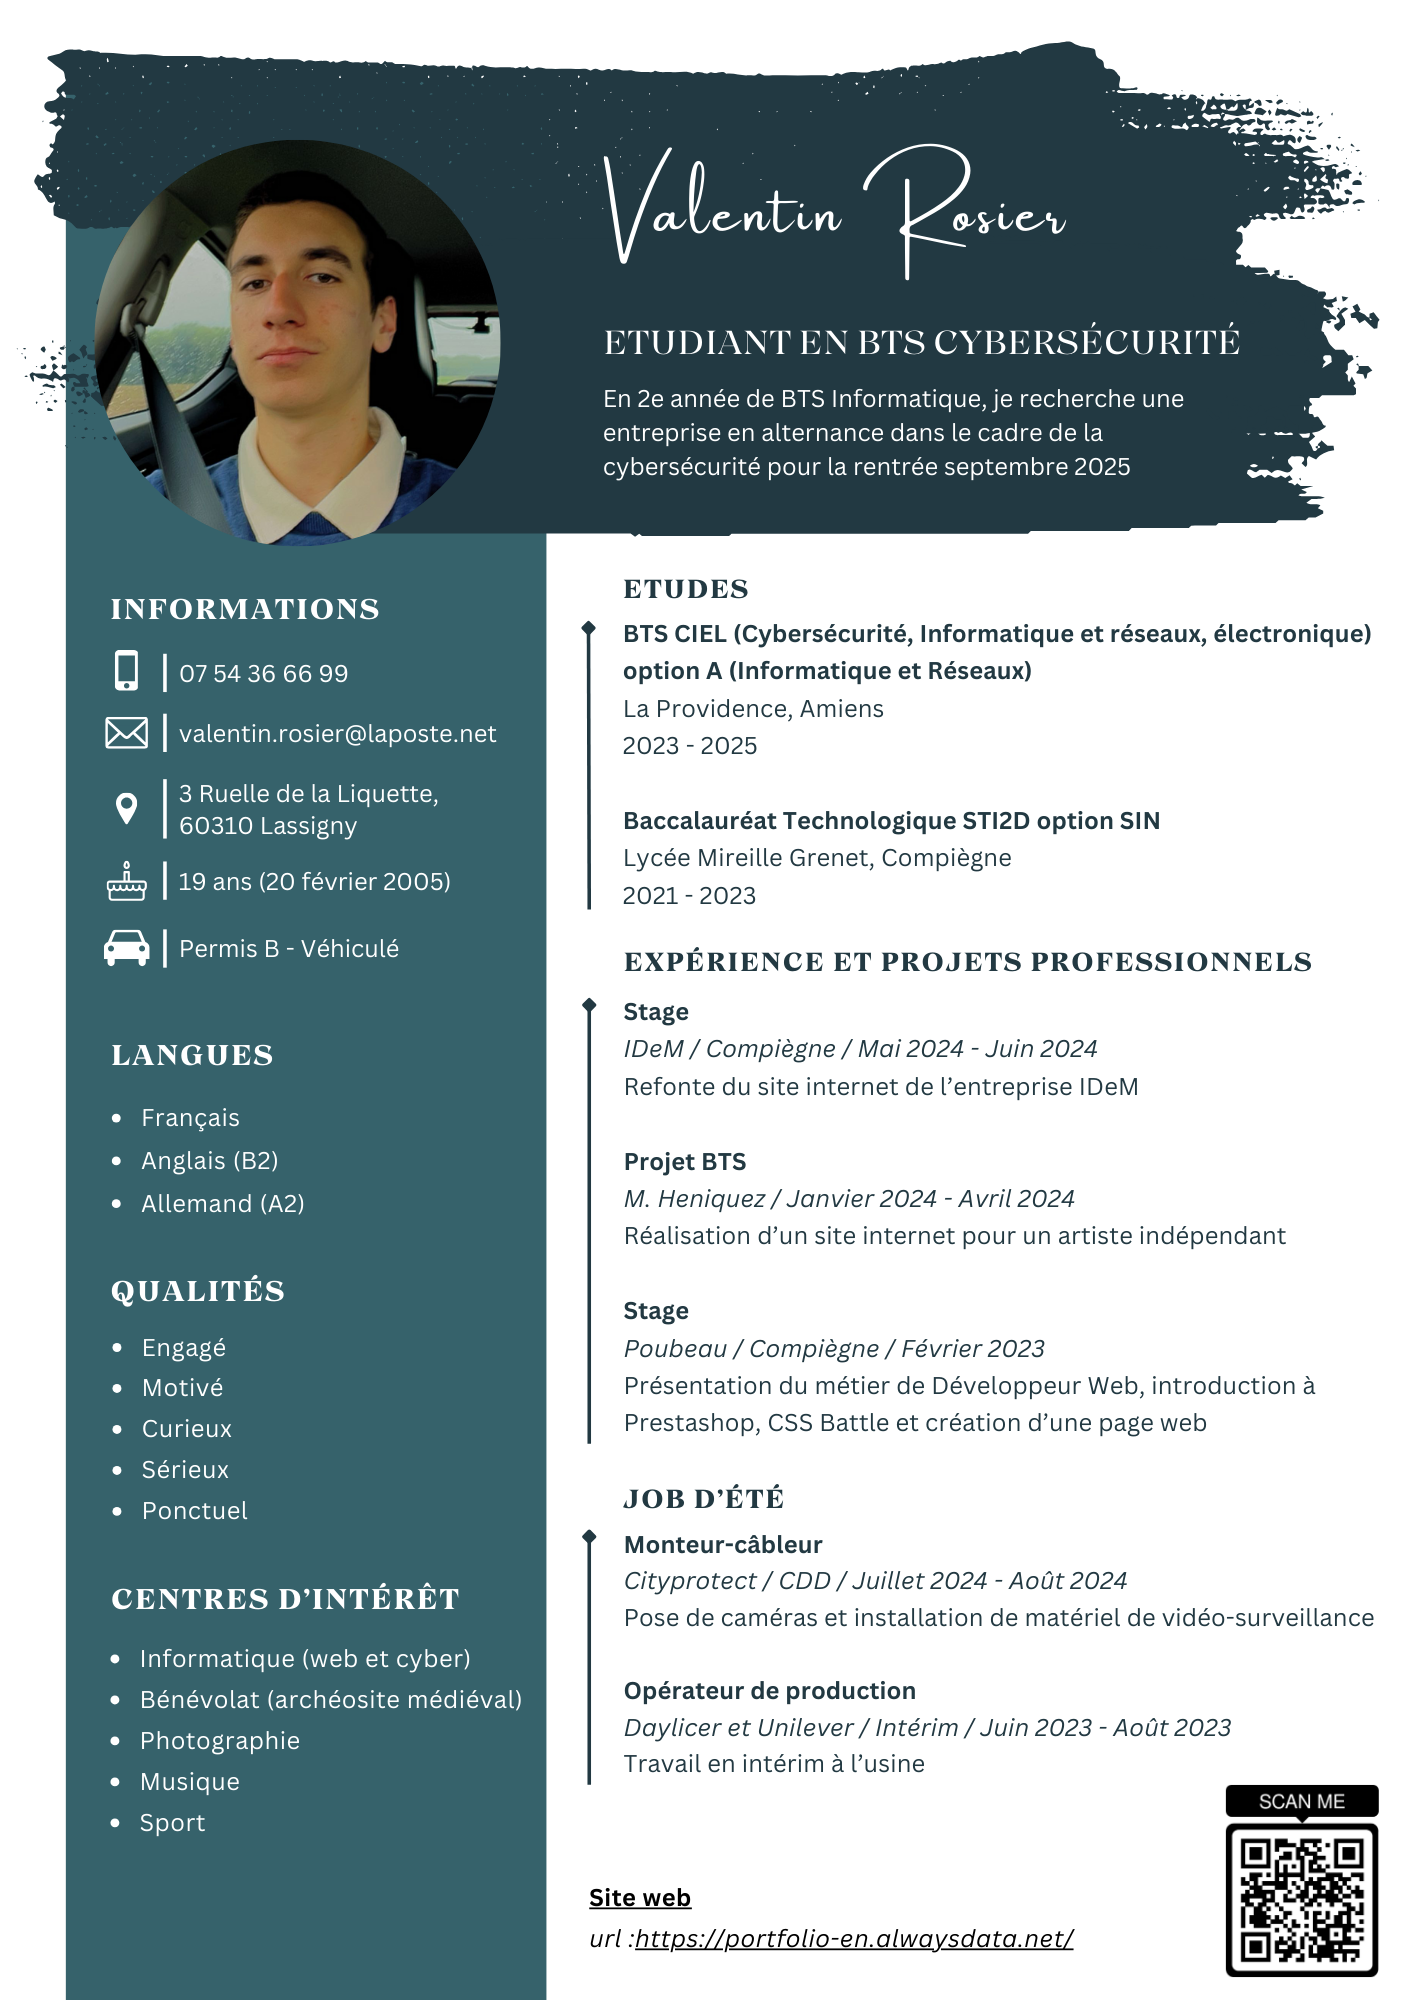 Valentin Rosier
ETUDIANT EN BTS CYBERSÉCURITÉ
En 2e année de BTS Informatique, je recherche une
entreprise en alternance dans le cadre de la
cybersécurité pour la rentrée septembre 2025
INFORMATIONS
07 54 36 66 99
valentin.rosier@laposte.net
3 Ruelle de la Liquette,
60310 Lassigny
19 ans (20 février 2005)
Permis B - Véhiculé
LANGUES
• Français
• Anglais (B2)
• Allemand (A2)
QUALITÉS
• Engagé
• Motivé
• Curieux
• Sérieux
• Ponctuel
CENTRES D’INTÉRÊT
• Informatique (web et cyber)
• Bénévolat (archéosite médiéval)
• Photographie
• Musique
• Sport
ETUDES
BTS CIEL (Cybersécurité, Informatique et réseaux, électronique)
option A (Informatique et Réseaux)
La Providence, Amiens
2023 - 2025
Baccalauréat Technologique STI2D option SIN
Lycée Mireille Grenet, Compiègne
2021 - 2023
EXPÉRIENCE ET PROJETS PROFESSIONNELS
Stage
IDeM / Compiègne / Mai 2024 - Juin 2024
Refonte du site internet de l’entreprise IDeM
Projet BTS
M. Heniquez / Janvier 2024 - Avril 2024
Réalisation d’un site internet pour un artiste indépendant
Stage
Poubeau / Compiègne / Février 2023
Présentation du métier de Développeur Web, introduction à
Prestashop, CSS Battle et création d’une page web
JOB D’ÉTÉ
Monteur-câbleur
Cityprotect / CDD / Juillet 2024 - Août 2024
Pose de caméras et installation de matériel de vidéo-surveillance
Opérateur de production
Daylicer et Unilever / Intérim / Juin 2023 - Août 2023
Travail en intérim à l’usine
SCAN ME
Site web
url :https://portfolio-en.alwaysdata.net/